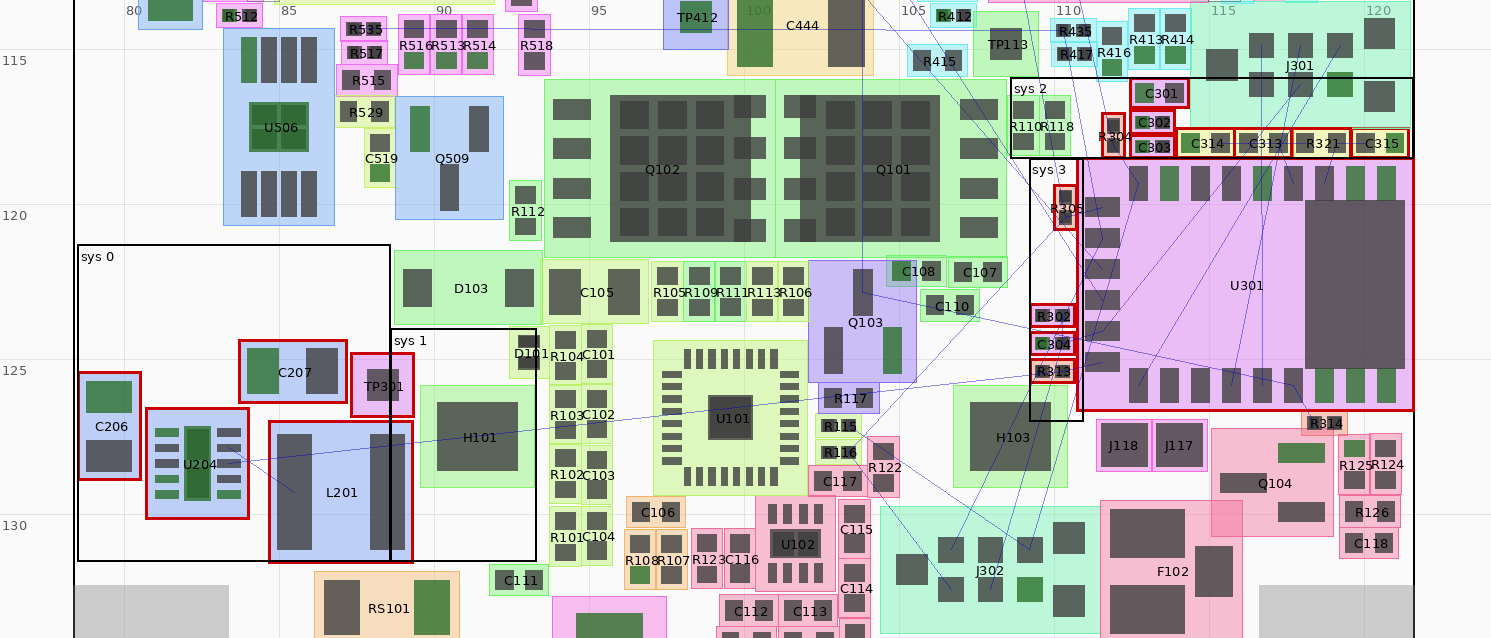 80 85 90 95 100 105 110 115 120
R512 TP412 C444 R412
R535 R516 R513 R514 R518 TP113 R435 R413 R414
R517 R416
115 R415 R417 J301
R515
sys 2 C301
R529 R110 R118 R304 C302
U506
C519 Q509 C303 C314 C313 R321 C315
Q102 Q101 sys 3
120 R112 R305
sys 0
C108 C107
D103 C105 R105 R109 R111 R113 R106 U301
C110
Q103 R302
sys 1 C304
125 D101 R104 C101
C207 TP301 R313
R117
C206 R103 C102 U101 R115 R314
H101 H103 J118 J117
U204 R116
R102 C103 R122 R125 R124
L201 C117 Q104
130 C106 R126
R101 C104 C115
U102 C118
R108 R107 R123 C116 J302 F102
C111 C114
RS101 C112 C113